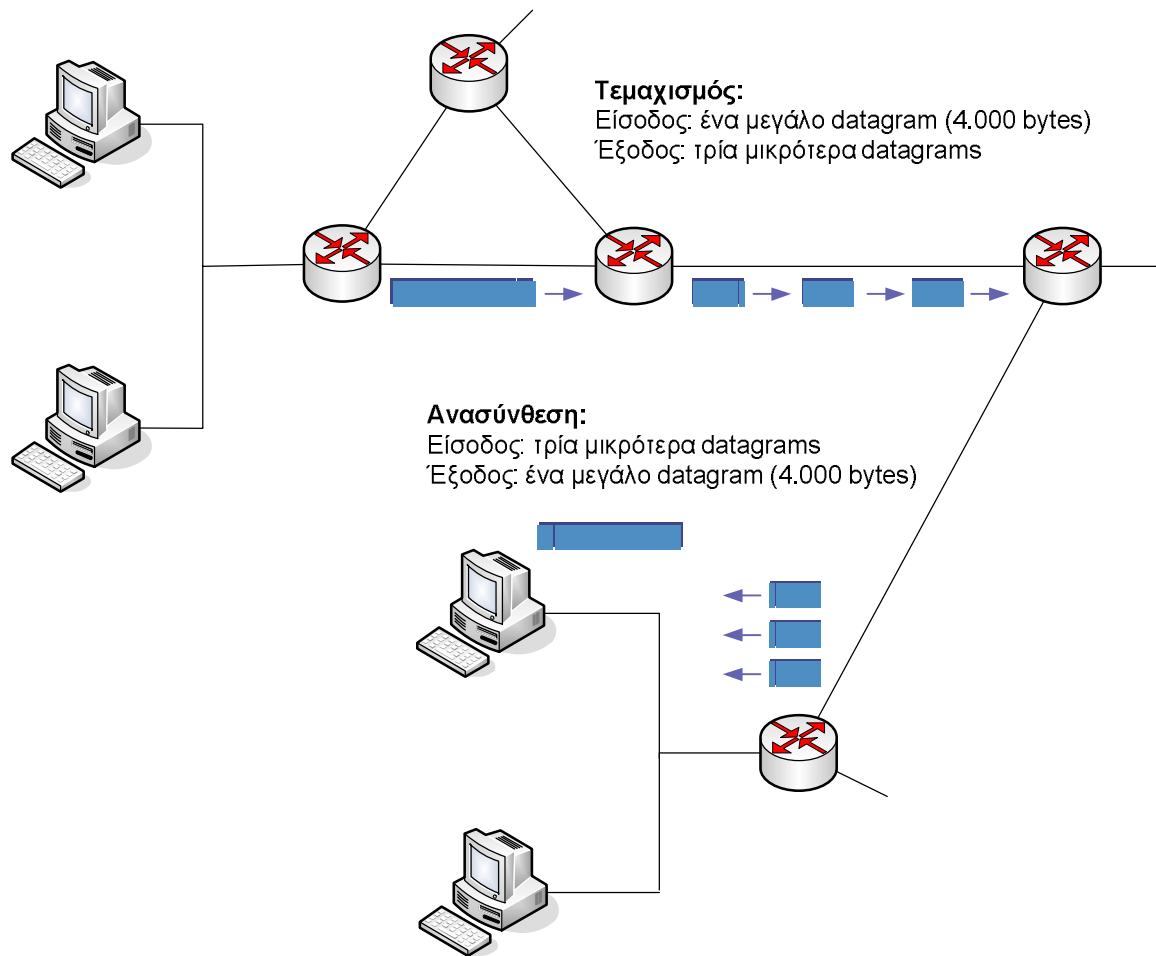 Τεμαχισμός:
Είσοδος: ένα μεγάλο datagram (4.000 bytes)
Έξοδος: τρία μικρότερα datagrams
Ανασύνθεση:
Είσοδος: τρία μικρότερα datagrams
Έξοδος: ένα μεγάλο datagram (4.000 bytes)